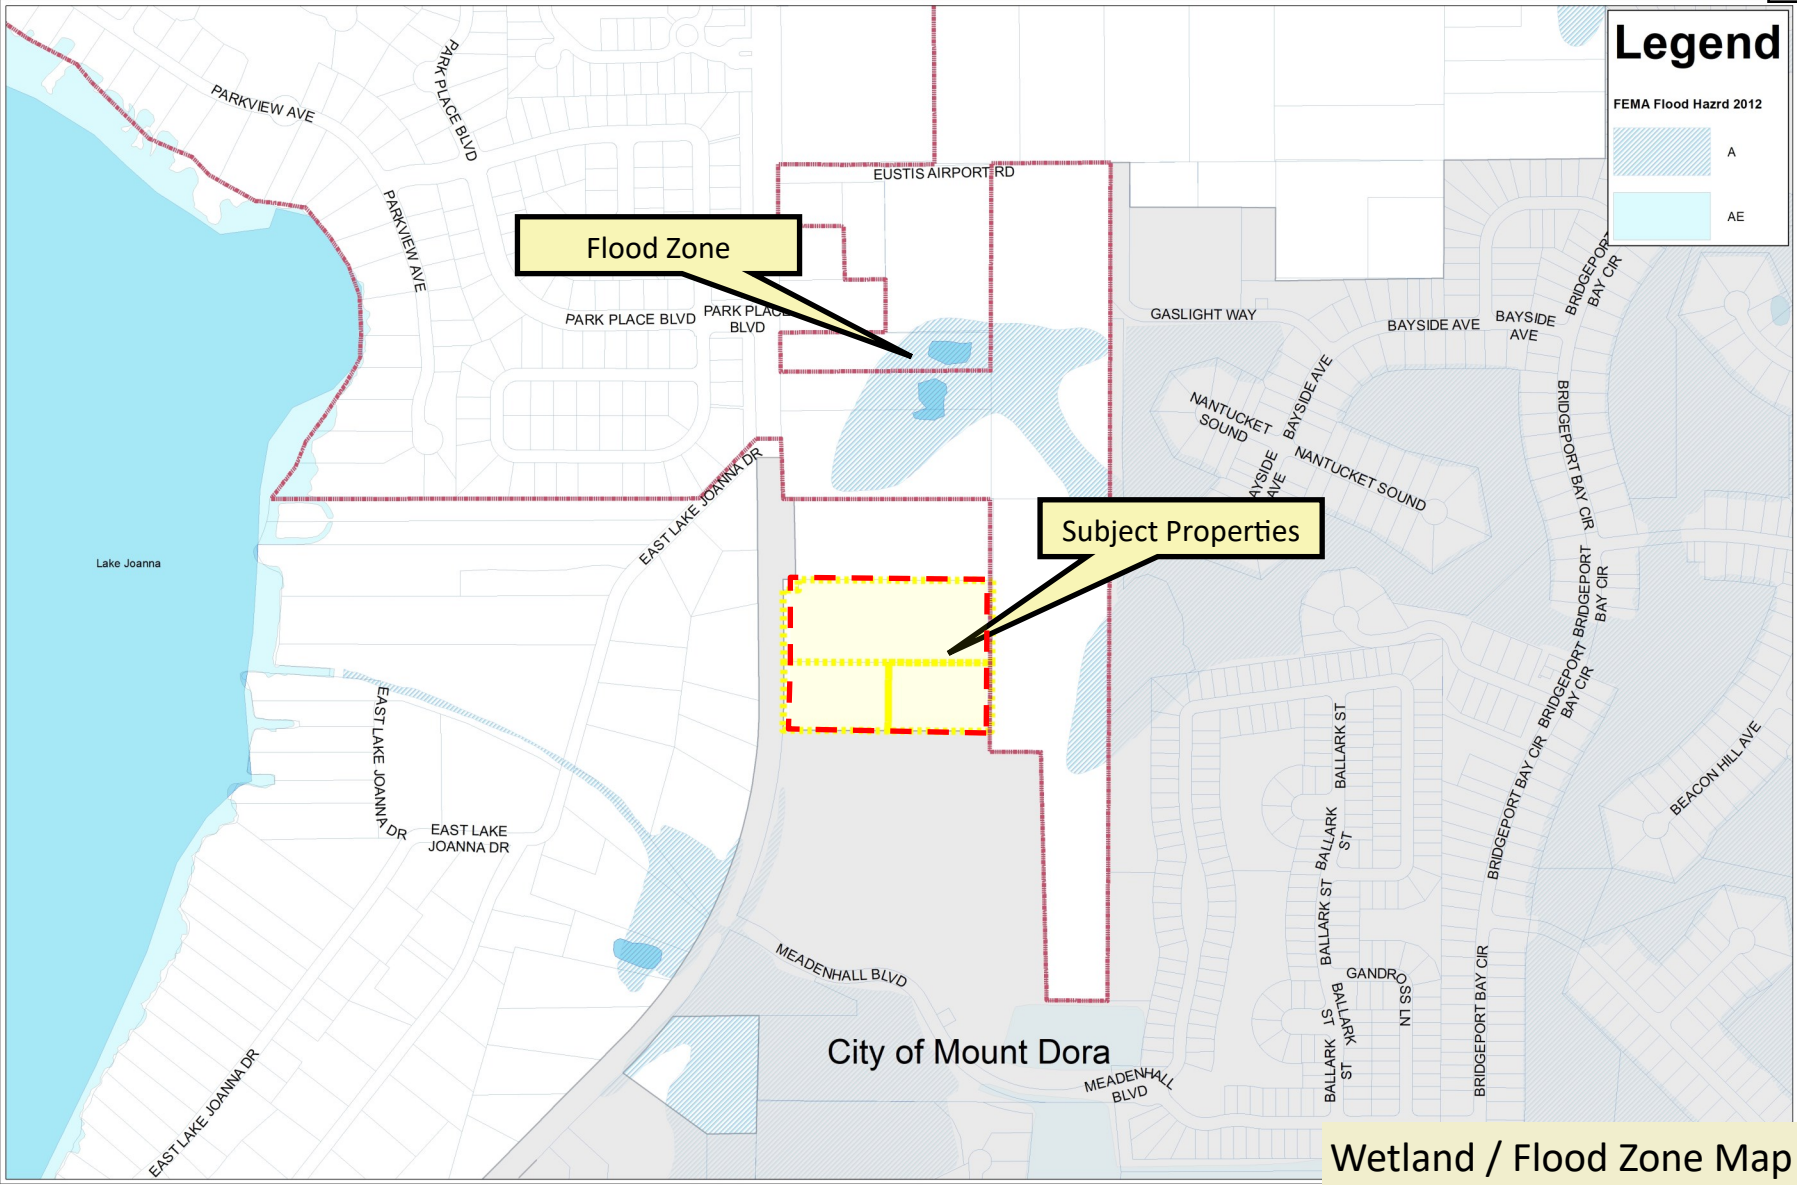 Legend
FEMA Flood Hazrd 2012
A
AE
PARKVIEW AVE
PARK PLACE BLVD
EUSTIS AIRPORT RD
PARKVIEW AVE
Flood Zone
BRIDGEPORT
BAY CIR
PARK PLACE BLVD
PARK PLACE
BLVD
GASLIGHT WAY
BAYSIDE AVE
BAYSIDE
AVE
BAYSIDE AVE
NANTUCKET
SOUND
BRIDGEPORT BAY CIR
NANTUCKET SOUND
AYSIDE
AVE
EAST LAKE JOANNA DR
Subject Properties
Lake Joanna
BRIDGEPORT
BAY CIR
BRIDGEPORT
BAY CIR
EAST LAKE JOANNA DR
BALLARK ST
BRIDGEPORT BAY CIR
BEACON HILL AVE
EAST LAKE
JOANNA DR
BALLARK
ST
BALLARK ST
MEADENHALL BLVD
GANDROSS LN
BALLARK
ST
BRIDGEPORT BAY CIR
City of Mount Dora
MEADENHALL
BLVD
BALLARK
ST
EAST LAKE JOANNA DR
Wetland / Flood Zone Map